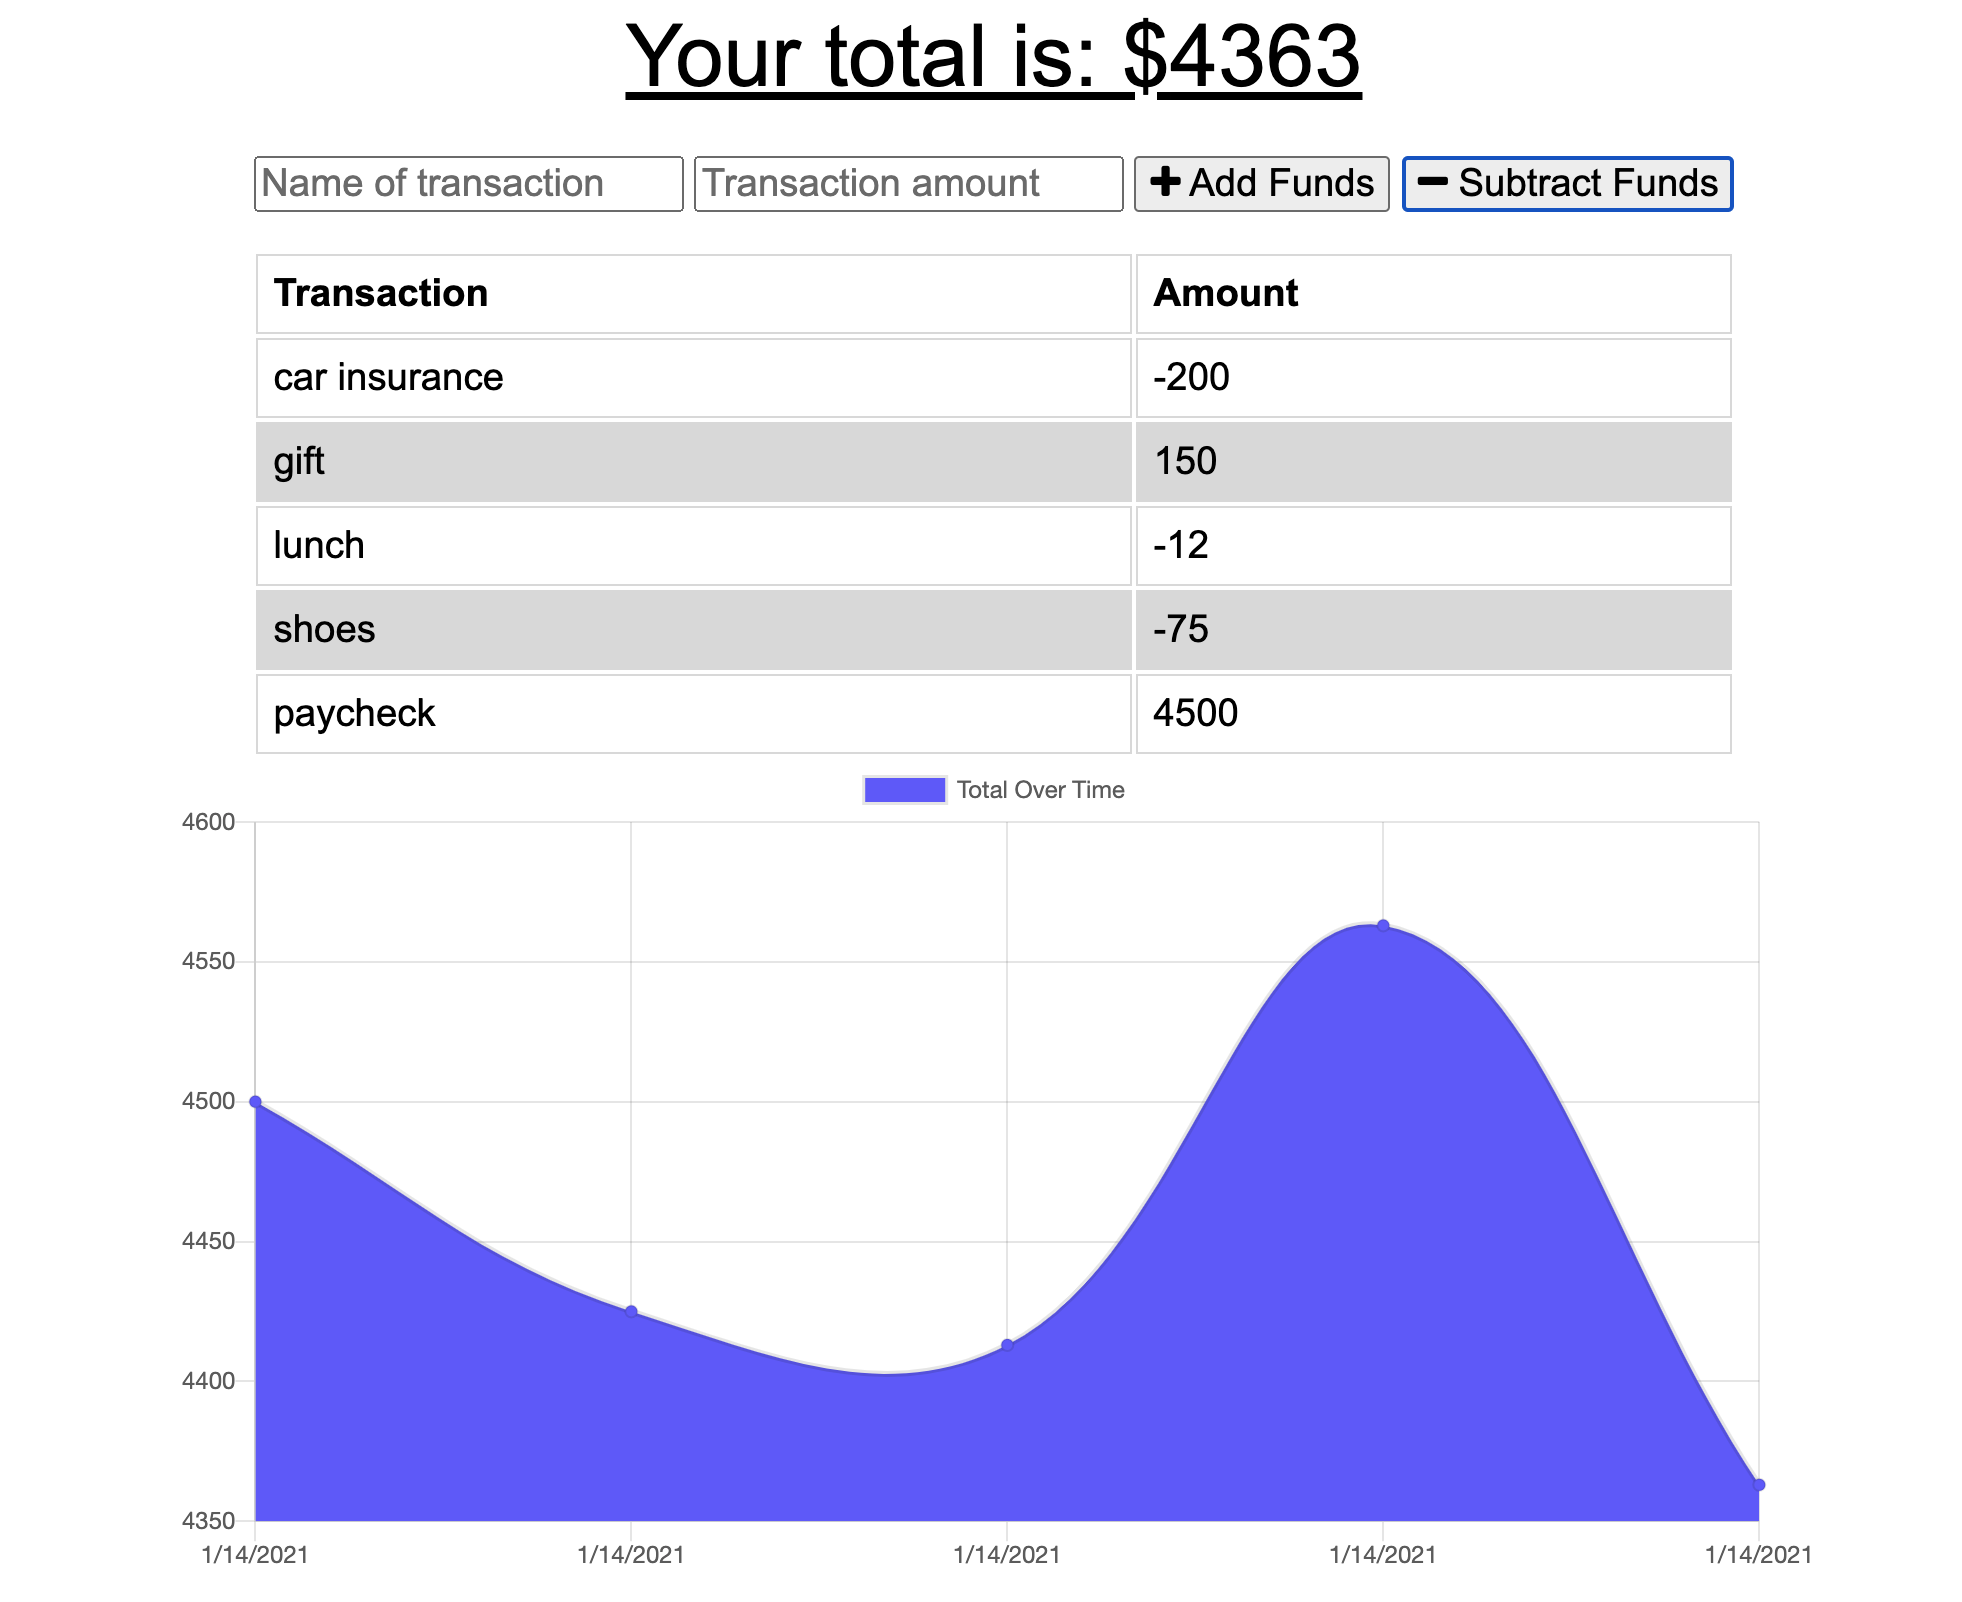 Your total is: $4363
Name of transaction Transaction amount Add Funds Subtract Funds
Transaction Amount
car insurance -200
gift 150
lunch -12
shoes -75
paycheck 4500
Total Over Time
4600
4550
4500
4450
4400
4350
1/14/2021 1/14/2021 1/14/2021 1/14/2021 1/14/2021